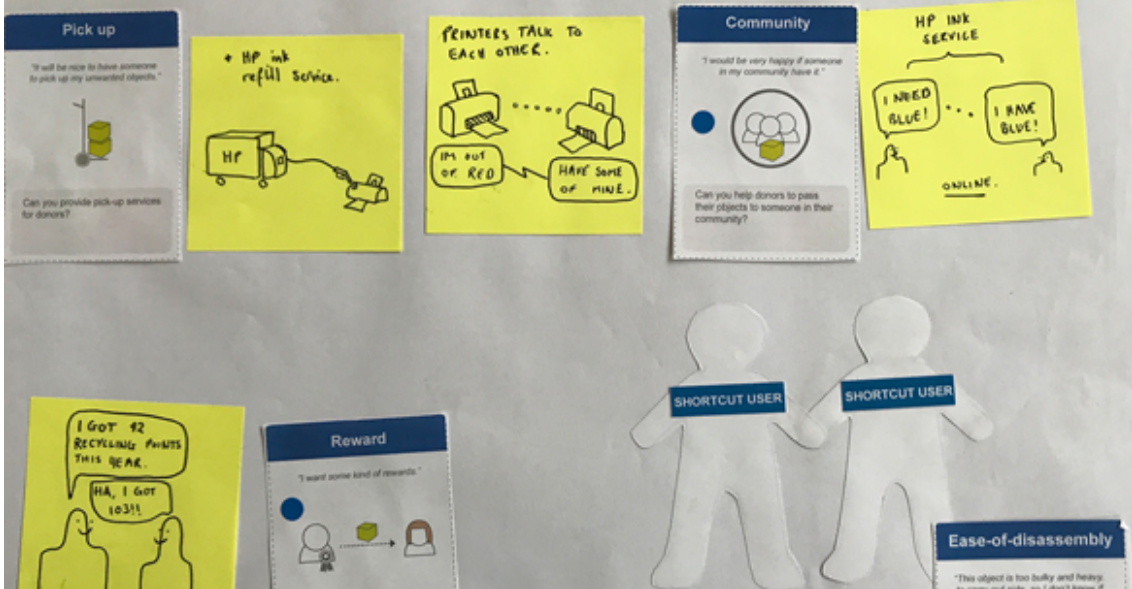 Pick up
"It will be nice to have someone
to pick up my unwanted objects."
Can you provide pick-up services
for donors?
+ HP ink
refill service.
HP
PRINTERS TALK TO
EACH OTHER.
IM OUT
OF RED
HAVE SOME
OF MINE.
Community
"I would be very happy if someone
in my community have it."
Can you help donors to pass
their objects to someone in their
community?
HP INK
SERVICE
I NEED
BLUE!
I HAVE
BLUE!
ONLINE.
I GOT 92
RECYCLING POINTS
THIS YEAR.
HA, I GOT
103!!
Reward
"I want some kind of rewards."
SHORTCUT USER
SHORTCUT USER
Ease-of-disassembly
"This object is too bulky and heavy,